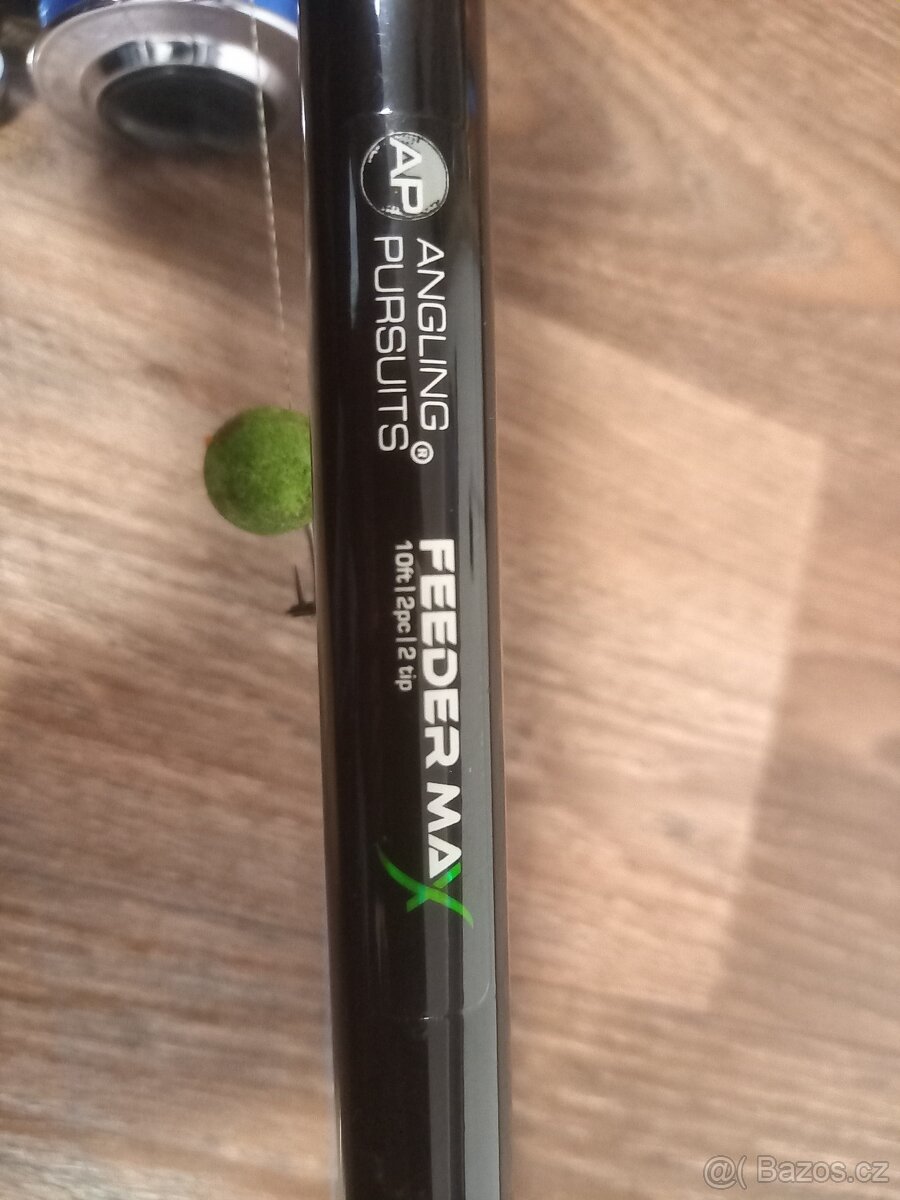 AP
ANGLING
PURSUITS®
FEEDER MAX
10ft | 2pc | 2 tip
@( Bazos.cz